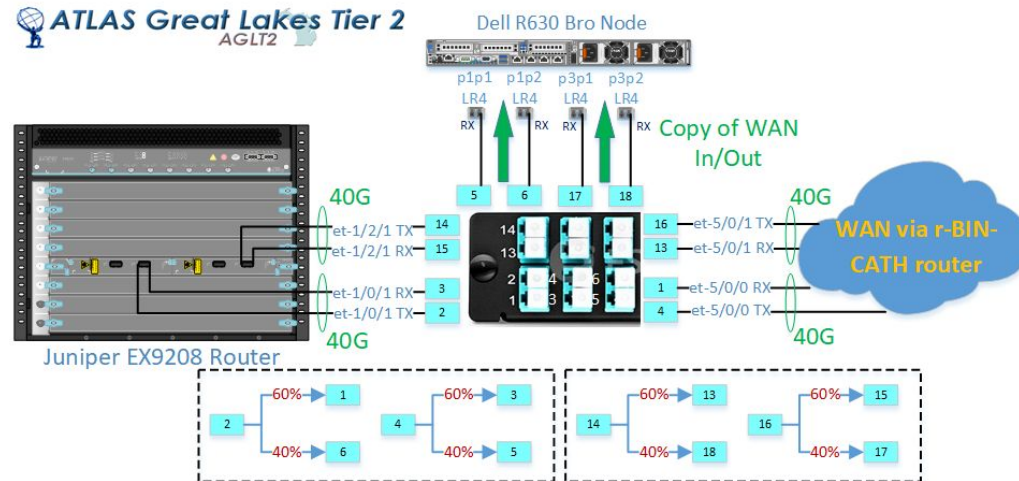 ATLAS Great Lakes Tier 2
AGLT2
Dell R630 Bro Node
p1p1 p1p2 p3p1 p3p2
LR4 LR4 LR4 LR4
RX RX RX RX
Copy of WAN
In/Out
5 6 17 18
40G
et-1/2/1 TX 14
et-1/2/1 RX 15
et-1/0/1 RX 3
et-1/0/1 TX 2
40G
Juniper EX9208 Router
14
13
2 4 6
1 3 5
40G
16 et-5/0/1 TX
13 et-5/0/1 RX
1 et-5/0/0 RX
4 et-5/0/0 TX
40G
WAN via r-BIN-
CATH router
2 60% 1
40% 6
4 60% 3
40% 5
14 60% 13
40% 18
16 60% 15
40% 17